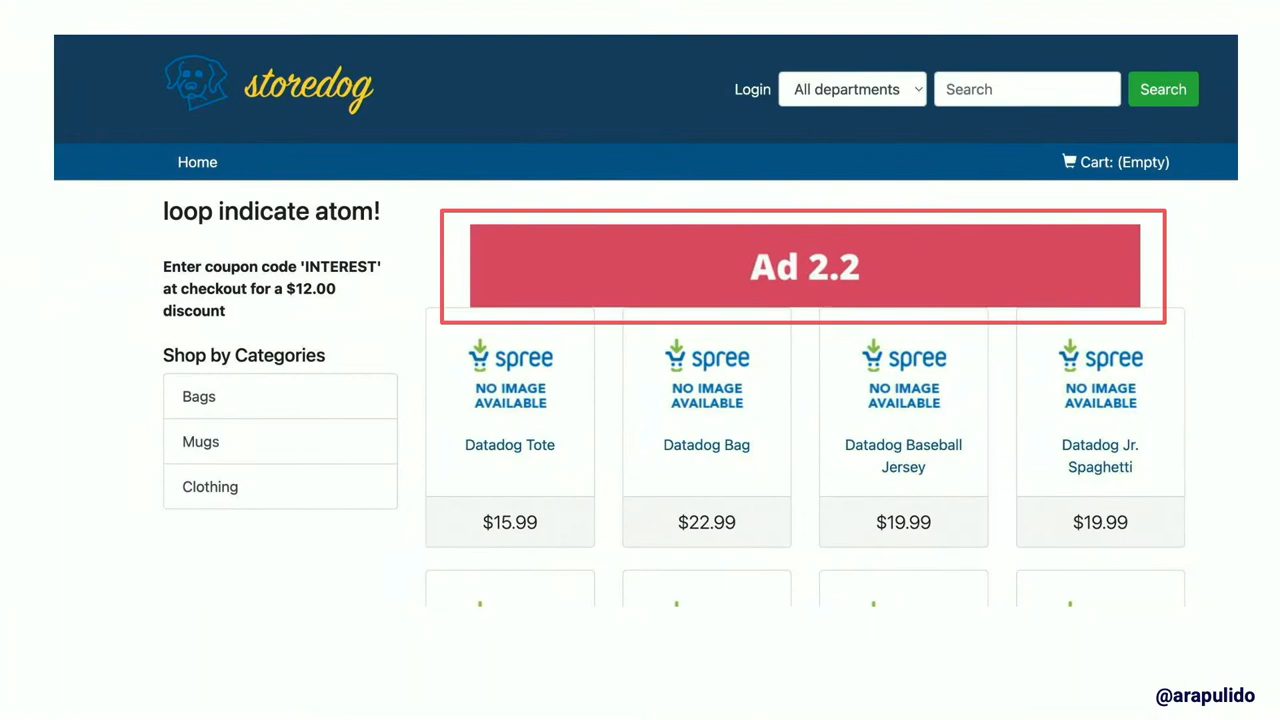 storedog
Login
All departments
Search
Search
Home
Cart: (Empty)
loop indicate atom!
Enter coupon code 'INTEREST'
at checkout for a $12.00
discount
Shop by Categories
Bags
Mugs
Clothing
Ad 2.2
spree
NO IMAGE
AVAILABLE
Datadog Tote
$15.99
spree
NO IMAGE
AVAILABLE
Datadog Bag
$22.99
spree
NO IMAGE
AVAILABLE
Datadog Baseball
Jersey
$19.99
spree
NO IMAGE
AVAILABLE
Datadog Jr.
Spaghetti
$19.99
@arapulido